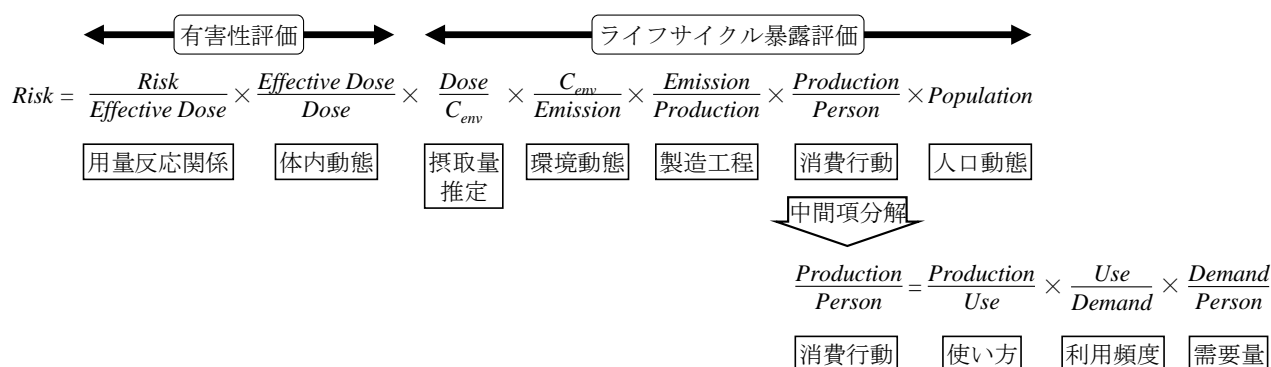 有害性評価 ライフサイクル暴露評価
Risk = Risk / Effective Dose × Effective Dose / Dose × Dose / C_env × C_env / Emission × Emission / Production × Production / Person × Population
用量反応関係 体内動態 摂取量推定 環境動態 製造工程 消費行動 人口動態
中間項分解
Production / Person = Production / Use × Use / Demand × Demand / Person
消費行動 使い方 利用頻度 需要量